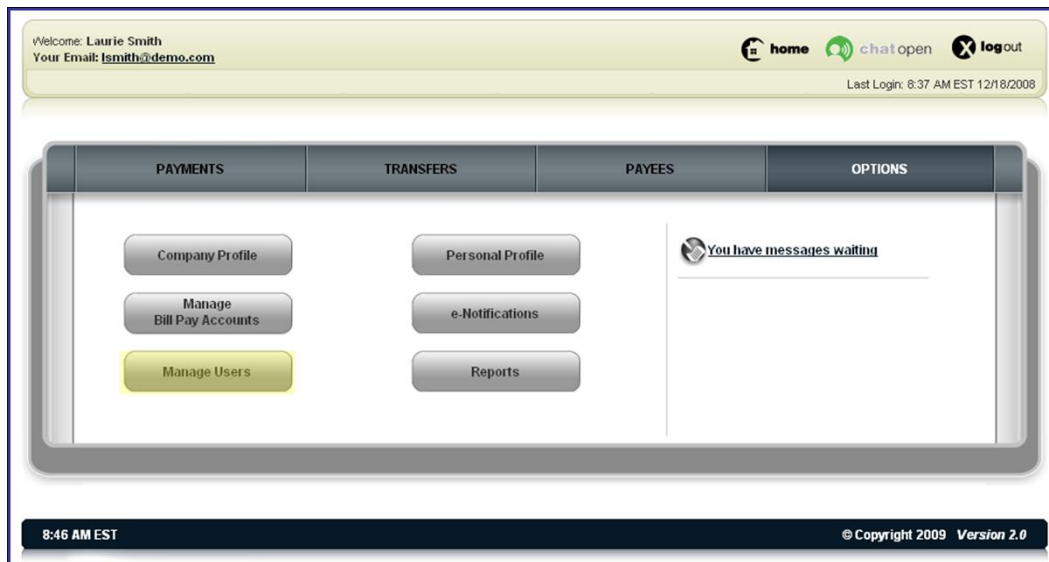 Welcome: Laurie Smith
Your Email: lsmith@demo.com
home chat open logout
Last Login: 8:37 AM EST 12/18/2008
PAYMENTS TRANSFERS PAYEES OPTIONS
Company Profile
Personal Profile
You have messages waiting
Manage
Bill Pay Accounts
e-Notifications
Manage Users
Reports
8:46 AM EST
© Copyright 2009 Version 2.0